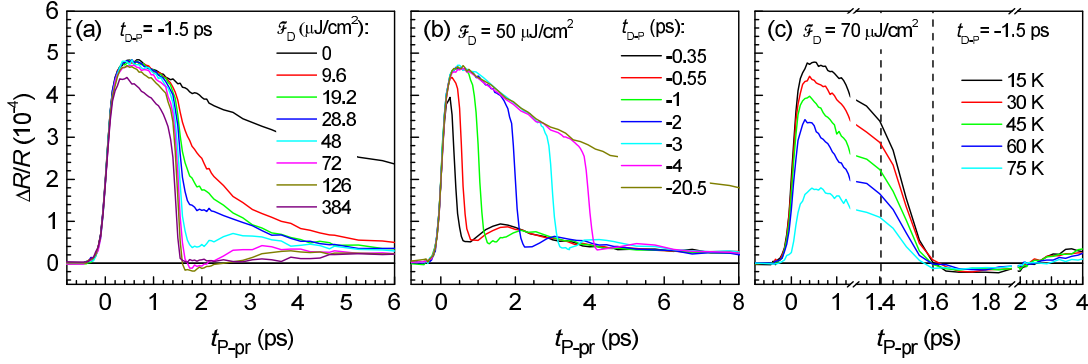 (a) t_D-P = -1.5 ps ℱ_D (μJ/cm²):
0
9.6
19.2
28.8
48
72
126
384
ΔR/R (10⁻⁴)
5
4
3
2
1
0
0 1 2 3 4 5 6
t_P-pr (ps)
(b) ℱ_D = 50 μJ/cm² t_D-P (ps):
-0.35
-0.55
-1
-2
-3
-4
-20.5
0 2 4 6 8
t_P-pr (ps)
(c) ℱ_D = 70 μJ/cm² t_D-P = -1.5 ps
15 K
30 K
45 K
60 K
75 K
0 1 1.4 1.6 1.8 2 3 4
t_P-pr (ps)